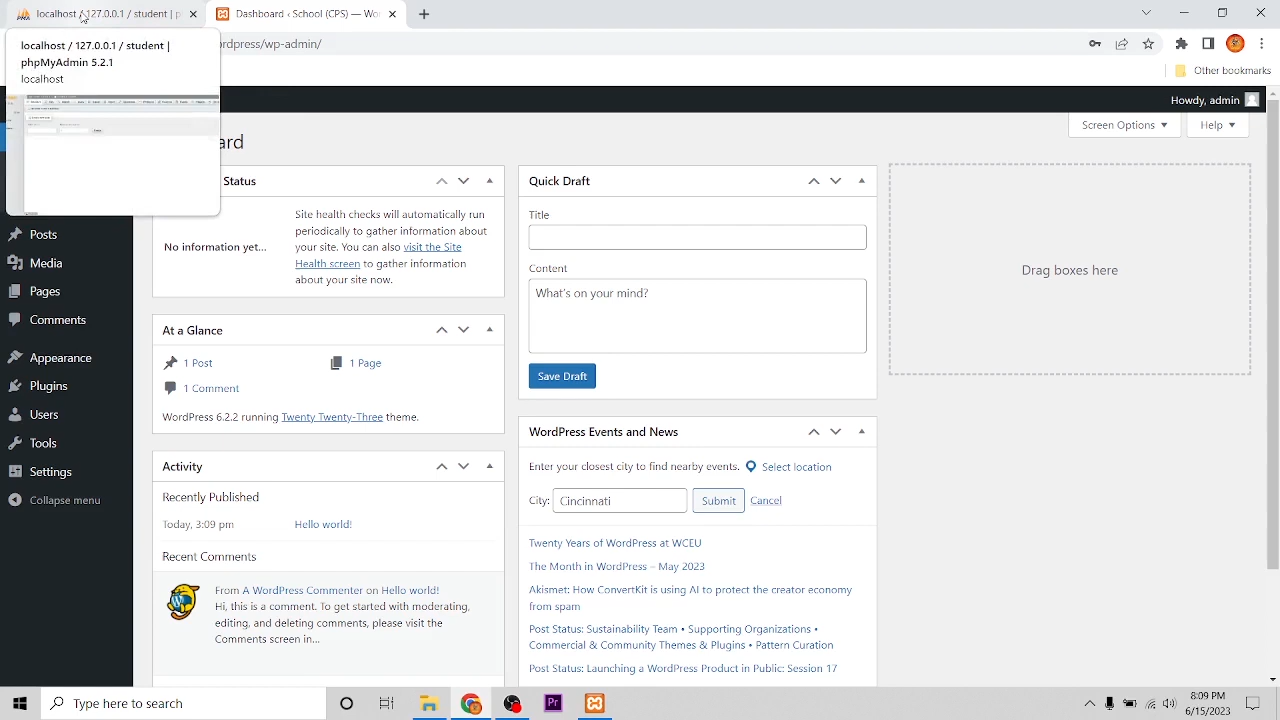 localhost / 127.0.0.1 / student |
Dashboard ‹ School (CPS) — Wo
localhost / 127.0.0.1 / student |
phpMyAdmin 5.2.1
localhost
rdpress/wp-admin/
Other bookmarks
Howdy, admin
ard
Screen Options
Help
Status
No information yet...
Site health checks will automatically run
periodically to gather information about
your site. You can also visit the Site
Health screen to gather information
about your site now.
Quick Draft
Title
Content
What's on your mind?
Save Draft
Drag boxes here
Posts
Media
Pages
Comments
Appearance
Plugins
Users
Tools
Settings
Collapse menu
At a Glance
1 Post
1 Page
1 Comment
WordPress 6.2.2 running Twenty Twenty-Three theme.
Activity
Recently Published
Today, 3:09 pm
Hello world!
Recent Comments
From A WordPress Commenter on Hello world!
Hi, this is a comment. To get started with moderating,
editing, and deleting comments, please visit the
Comments screen in...
WordPress Events and News
Enter your closest city to find nearby events.
Select location
City:
Cincinnati
Submit
Cancel
Twenty Years of WordPress at WCEU
The Month in WordPress – May 2023
Akismet: How ConvertKit is using AI to protect the creator economy
from spam
Post Status: Sustainability Team • Supporting Organizations •
Commercial & Community Themes & Plugins • Pattern Curation
Post Status: Launching a WordPress Product in Public: Session 17
Type here to search
Pr
8:09 PM
6/15/2023